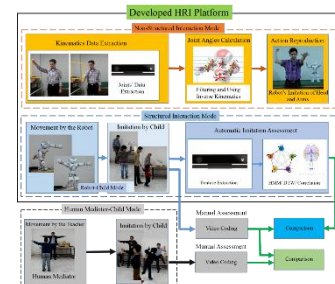 Developed HRI Platform
Non-Structured Interaction Mode
Kinematics Data Extraction
Joint Angles Calculation
Action Reproduction
Joints' Data
Extraction
Filtering and Using
Inverse Kinematics
Robot's Imitation of Head
and Arms
Structured Interaction Mode
Movement by the Robot
Imitation by Child
Automatic Imitation Assessment
Robot-Child Mode
Feature Extraction
HMM/DTW/Correlation
Human Mediator-Child Mode
Movement by the Teacher
Imitation by Child
Human Mediator
Manual Assessment
Video Coding
Comparison
Manual Assessment
Video Coding
Comparison